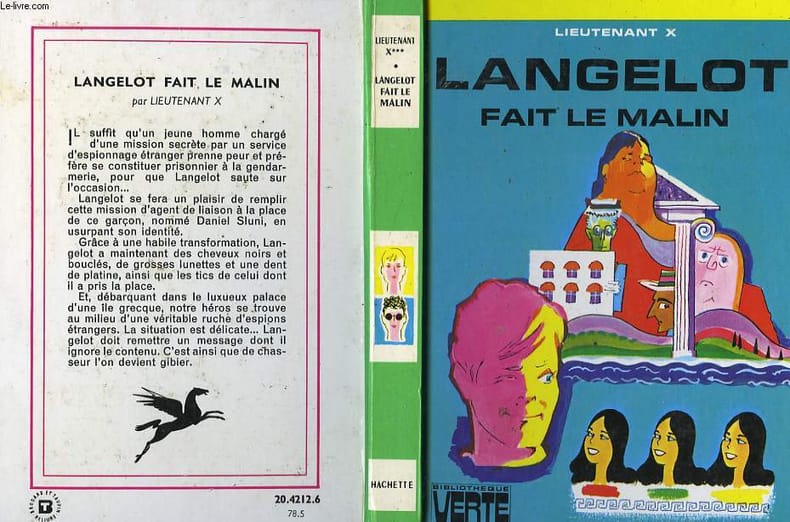 Le-livre.com
LANGELOT FAIT LE MALIN
par LIEUTENANT X
IL suffit qu'un jeune homme chargé
d'une mission secrète par un service
d'espionnage étranger prenne peur et pré-
fère se constituer prisonnier à la gendar-
merie, pour que Langelot saute sur
l'occasion...
Langelot se fera un plaisir de remplir
cette mission d'agent de liaison à la place
de ce garçon, nommé Daniel Sluni, en
usurpant son identité.
Grâce à une habile transformation, Lan-
gelot a maintenant des cheveux noirs et
bouclés, de grosses lunettes et une dent
de platine, ainsi que les tics de celui dont
il a pris la place.
Et, débarquant dans le luxueux palace
d'une île grecque, notre héros se trouve
au milieu d'une véritable ruche d'espions
étrangers. La situation est délicate... Lan-
gelot doit remettre un message dont il
ignore le contenu. C'est ainsi que de chas-
seur l'on devient gibier.
BRODARD ET TAUPIN
RELIURE
20.4212.6
78.5
LIEUTENANT
X***
•
LANGELOT
FAIT LE
MALIN
HACHETTE
LIEUTENANT X
LANGELOT
FAIT LE MALIN
BIBLIOTHEQUE
VERTE